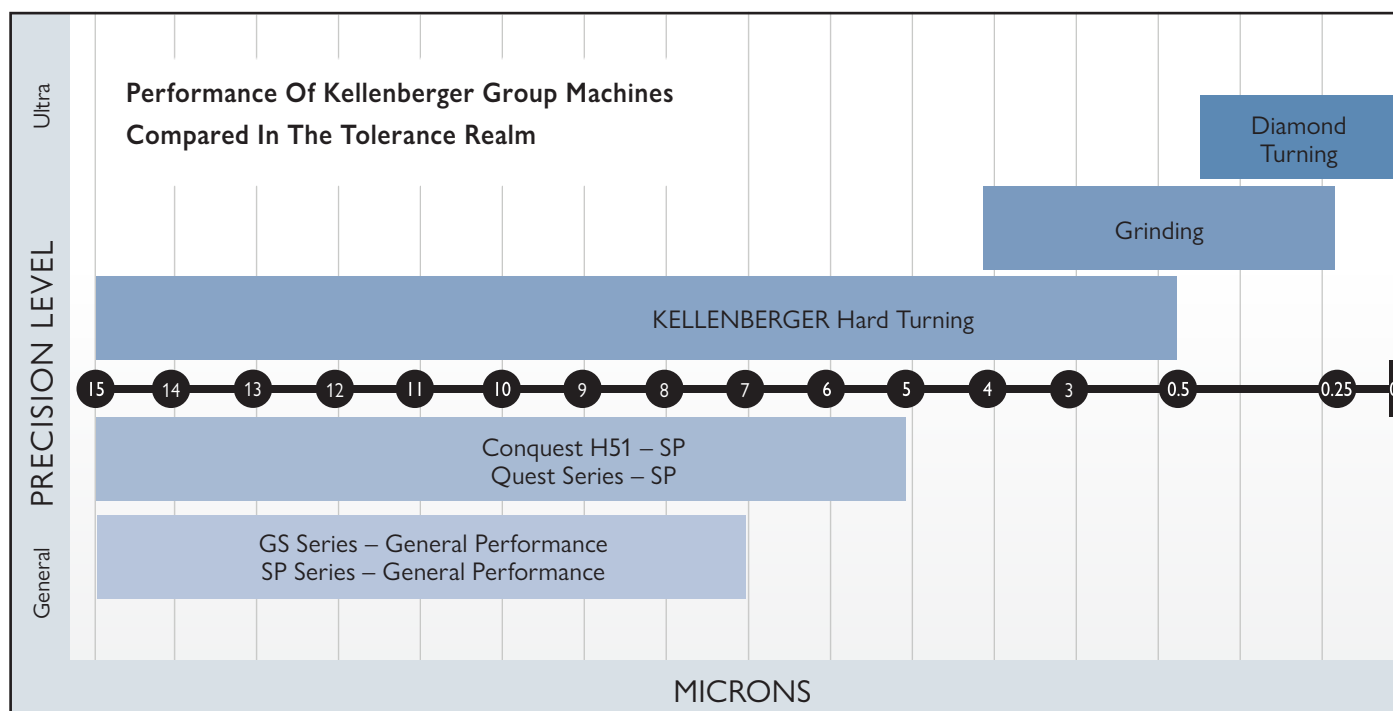 Performance Of Kellenberger Group Machines
Compared In The Tolerance Realm
Ultra
PRECISION LEVEL
General
Diamond
Turning
Grinding
KELLENBERGER Hard Turning
15 14 13 12 11 10 9 8 7 6 5 4 3 0.5 0.25
Conquest H51 – SP
Quest Series – SP
GS Series – General Performance
SP Series – General Performance
MICRONS